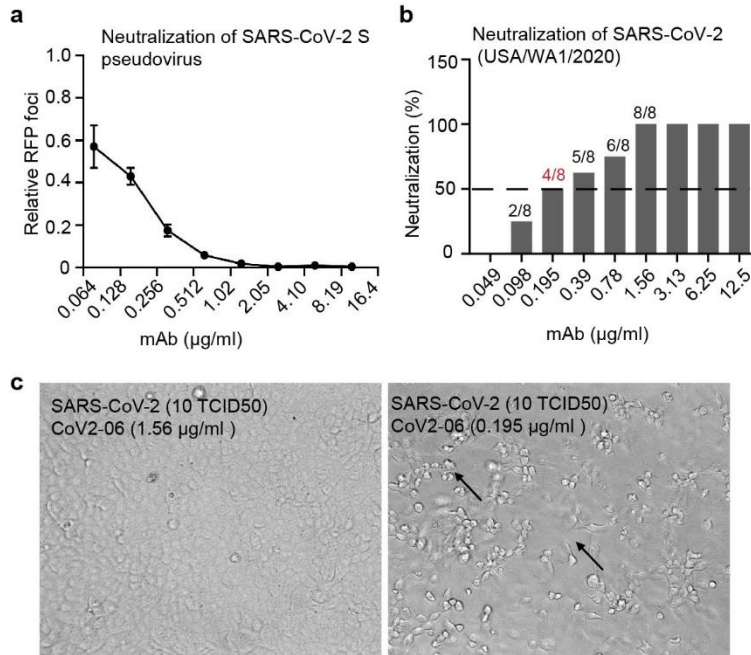 a
Neutralization of SARS-CoV-2 S
pseudovirus
1.0
0.8
0.6
0.4
0.2
0
Relative RFP foci
0.064
0.128
0.256
0.512
1.02
2.05
4.10
8.19
16.4
mAb (µg/ml)
b
Neutralization of SARS-CoV-2
(USA/WA1/2020)
150
100
50
0
Neutralization (%)
2/8
4/8
5/8
6/8
8/8
0.049
0.098
0.195
0.39
0.78
1.56
3.13
6.25
12.5
mAb (µg/ml)
c
SARS-CoV-2 (10 TCID50)
CoV2-06 (1.56 µg/ml )
SARS-CoV-2 (10 TCID50)
CoV2-06 (0.195 µg/ml )